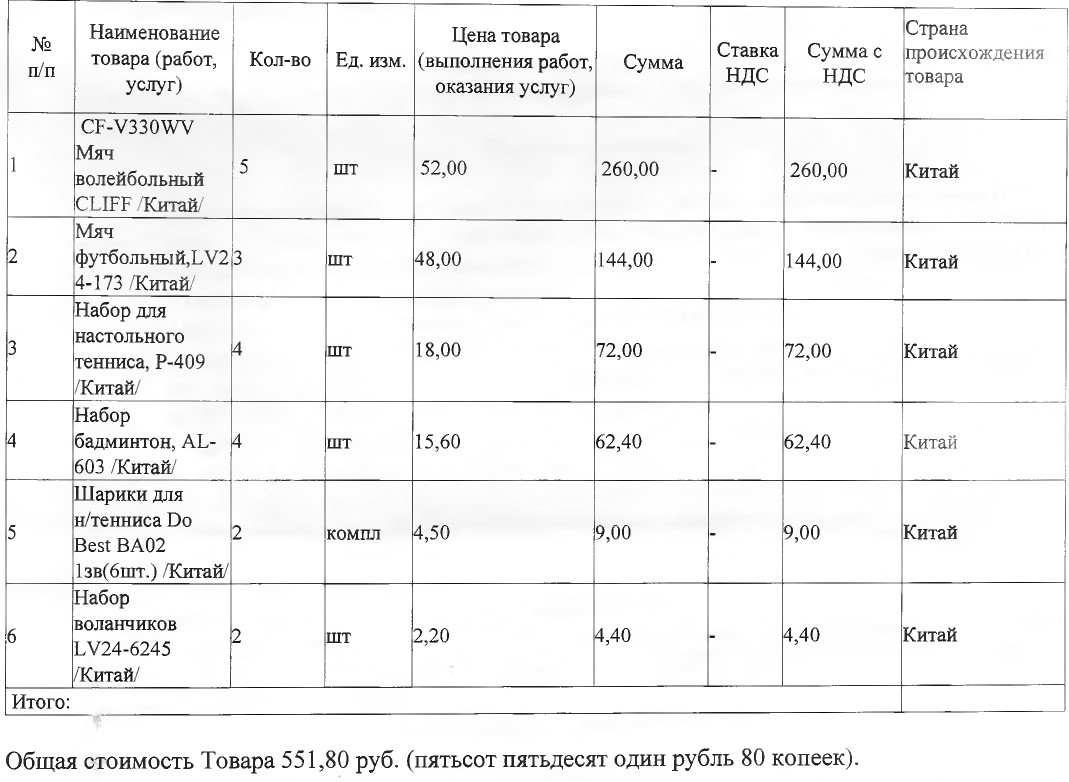 № п/п | Наименование товара (работ, услуг) | Кол-во | Ед. изм. | Цена товара (выполнения работ, оказания услуг) | Сумма | Ставка НДС | Сумма с НДС | Страна происхождения товара
1 | CF-V330WV Мяч волейбольный CLIFF /Китай/ | 5 | шт | 52,00 | 260,00 | - | 260,00 | Китай
2 | Мяч футбольный,LV24-173 /Китай/ | 3 | шт | 48,00 | 144,00 | - | 144,00 | Китай
3 | Набор для настольного тенниса, P-409 /Китай/ | 4 | шт | 18,00 | 72,00 | - | 72,00 | Китай
4 | Набор бадминтон, AL-603 /Китай/ | 4 | шт | 15,60 | 62,40 | - | 62,40 | Китай
5 | Шарики для н/тенниса Do Best BA02 1зв(6шт.) /Китай/ | 2 | компл | 4,50 | 9,00 | - | 9,00 | Китай
6 | Набор воланчиков LV24-6245 /Китай/ | 2 | шт | 2,20 | 4,40 | - | 4,40 | Китай
Итого:
Общая стоимость Товара 551,80 руб. (пятьсот пятьдесят один рубль 80 копеек).